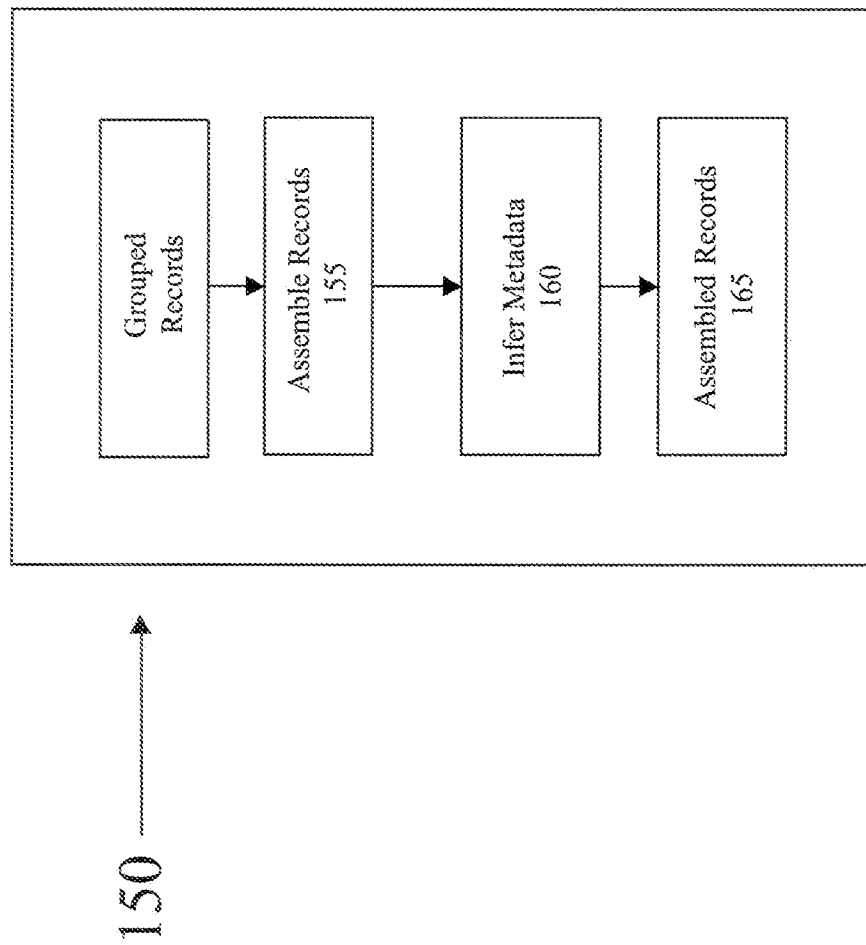 150
Grouped
Records
Assemble Records
155
Infer Metadata
160
Assembled Records
165